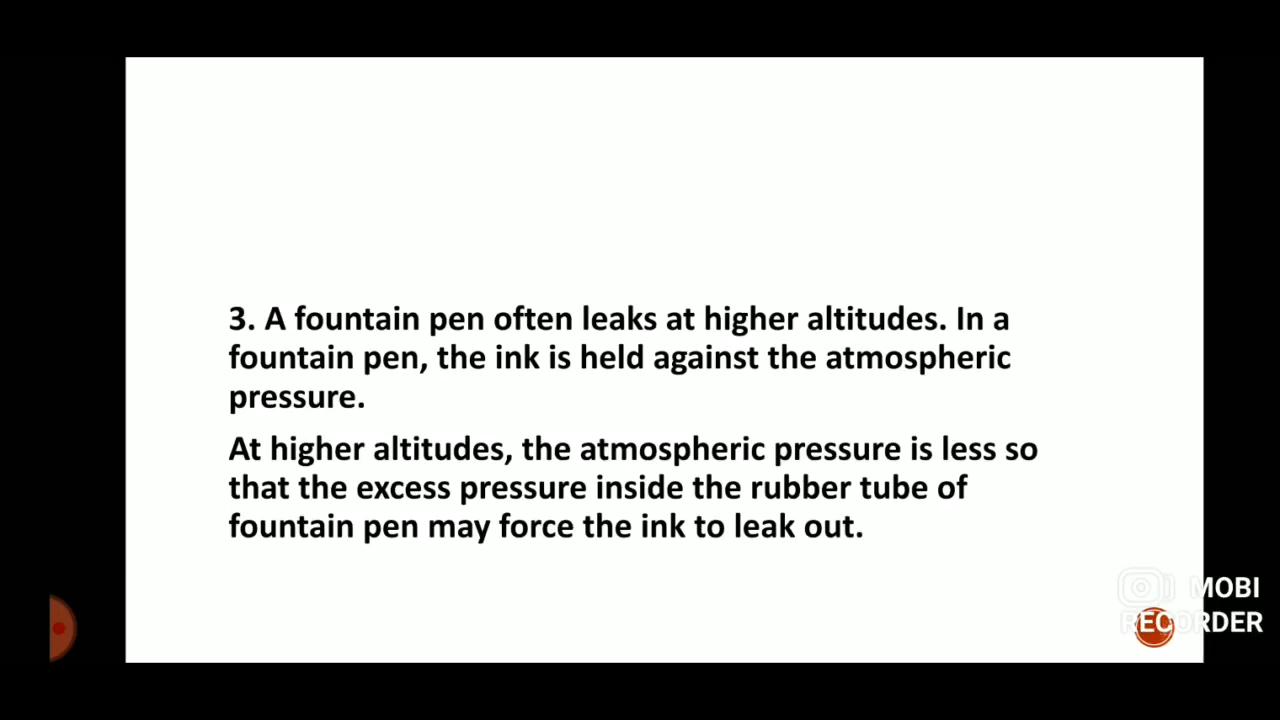 3. A fountain pen often leaks at higher altitudes. In a
fountain pen, the ink is held against the atmospheric
pressure.
At higher altitudes, the atmospheric pressure is less so
that the excess pressure inside the rubber tube of
fountain pen may force the ink to leak out.
MOBI
RECORDER